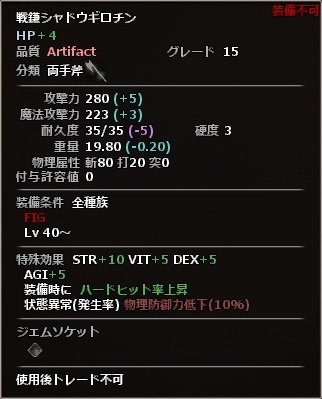 装備不可
戦鎌シャドウギロチン
HP+4
品質 Artifact グレード 15
分類 両手斧
攻撃力 280 (+5)
魔法攻撃力 223 (+3)
耐久度 35/35 (-5) 硬度 3
重量 19.80 (-0.20)
物理属性 斬80 打20 突0
付与許容値 0
装備条件 全種族
FIG
Lv 40～
特殊効果 STR+10 VIT+5 DEX+5
AGI+5
装備時に ハードヒット率上昇
状態異常(発生率) 物理防御力低下(10%)
ジェムソケット
使用後トレード不可